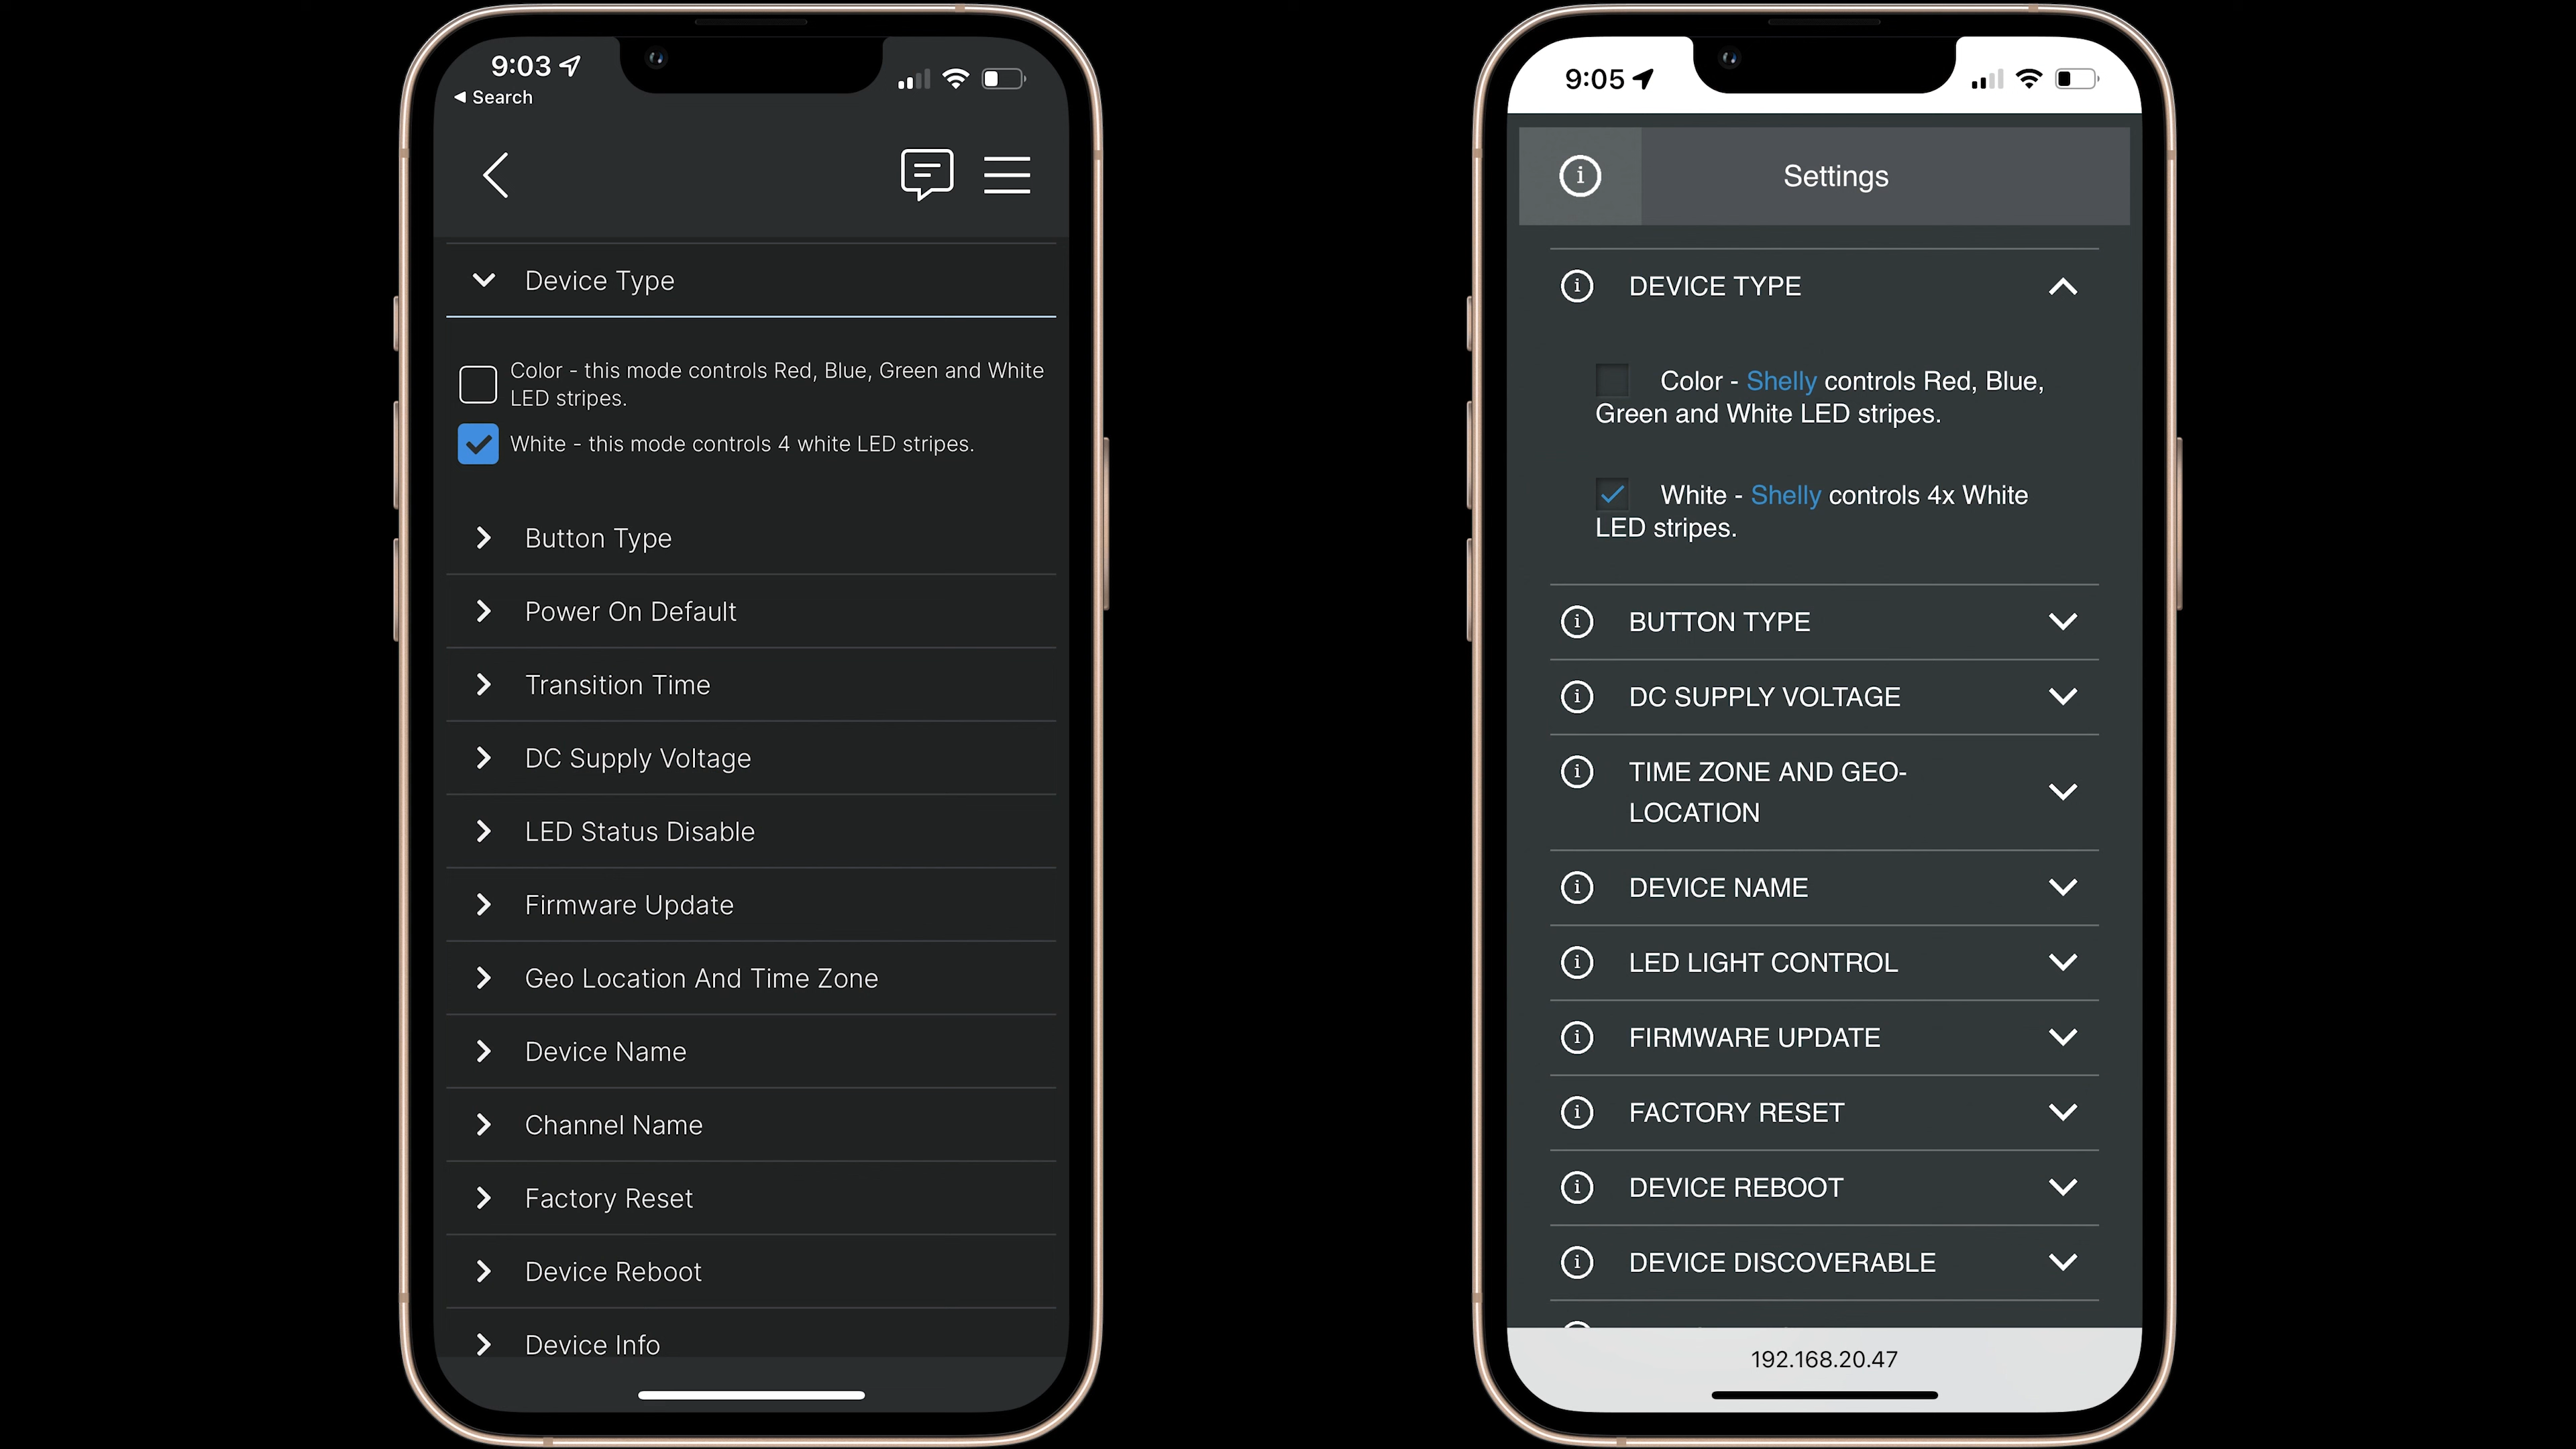 9:03
Search
Device Type
Color - this mode controls Red, Blue, Green and White
LED stripes.
White - this mode controls 4 white LED stripes.
Button Type
Power On Default
Transition Time
DC Supply Voltage
LED Status Disable
Firmware Update
Geo Location And Time Zone
Device Name
Channel Name
Factory Reset
Device Reboot
Device Info
9:05
Settings
DEVICE TYPE
Color - Shelly controls Red, Blue,
Green and White LED stripes.
White - Shelly controls 4x White
LED stripes.
BUTTON TYPE
DC SUPPLY VOLTAGE
TIME ZONE AND GEO-
LOCATION
DEVICE NAME
LED LIGHT CONTROL
FIRMWARE UPDATE
FACTORY RESET
DEVICE REBOOT
DEVICE DISCOVERABLE
192.168.20.47